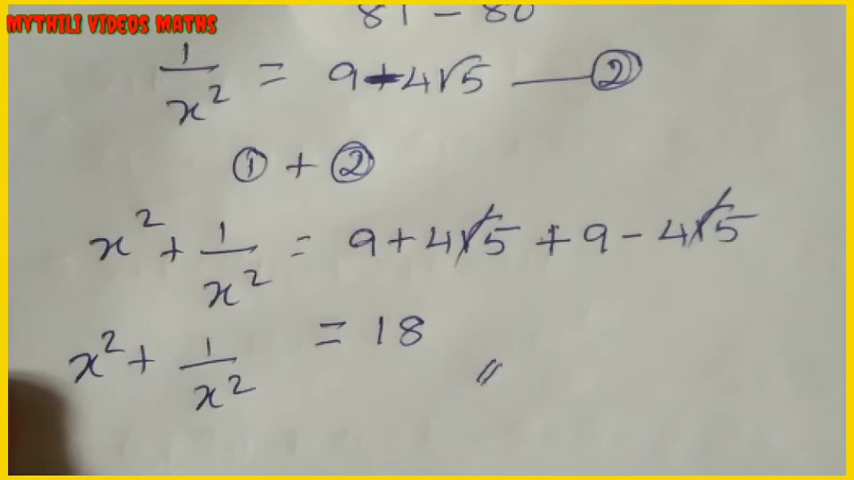 MYTHILI VIDEOS MATHS
81 - 80
1/x² = 9+4√5 — ②
① + ②
x² + 1/x² = 9+4√5 + 9-4√5
x² + 1/x² = 18 //